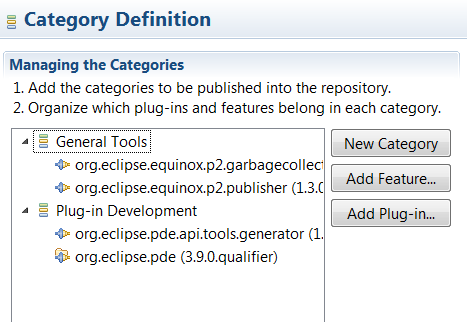 Category Definition
Managing the Categories
1. Add the categories to be published into the repository.
2. Organize which plug-ins and features belong in each category.
General Tools
org.eclipse.equinox.p2.garbagecollect
org.eclipse.equinox.p2.publisher (1.3.0
Plug-in Development
org.eclipse.pde.api.tools.generator (1.
org.eclipse.pde (3.9.0.qualifier)
New Category
Add Feature...
Add Plug-in...